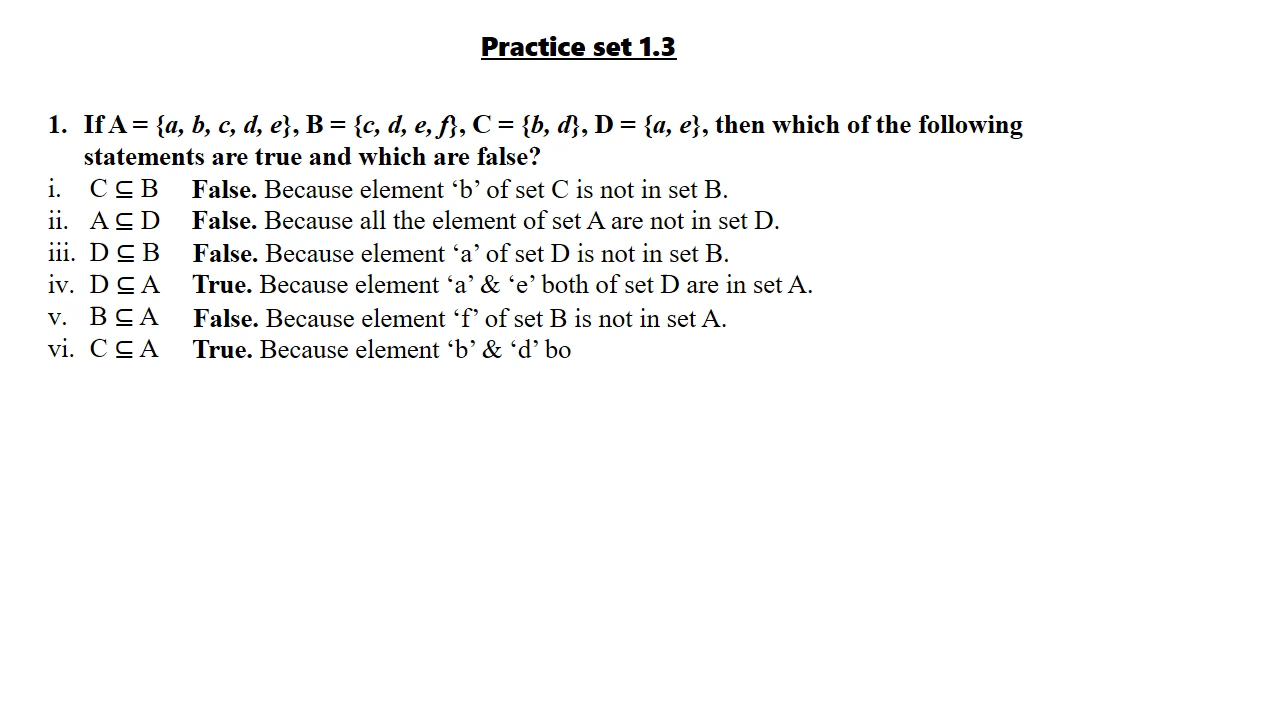 Practice set 1.3
1. If A = {a, b, c, d, e}, B = {c, d, e, f}, C = {b, d}, D = {a, e}, then which of the following
statements are true and which are false?
i. C ⊆ B False. Because element ‘b’ of set C is not in set B.
ii. A ⊆ D False. Because all the element of set A are not in set D.
iii. D ⊆ B False. Because element ‘a’ of set D is not in set B.
iv. D ⊆ A True. Because element ‘a’ & ‘e’ both of set D are in set A.
v. B ⊆ A False. Because element ‘f’ of set B is not in set A.
vi. C ⊆ A True. Because element ‘b’ & ‘d’ bo